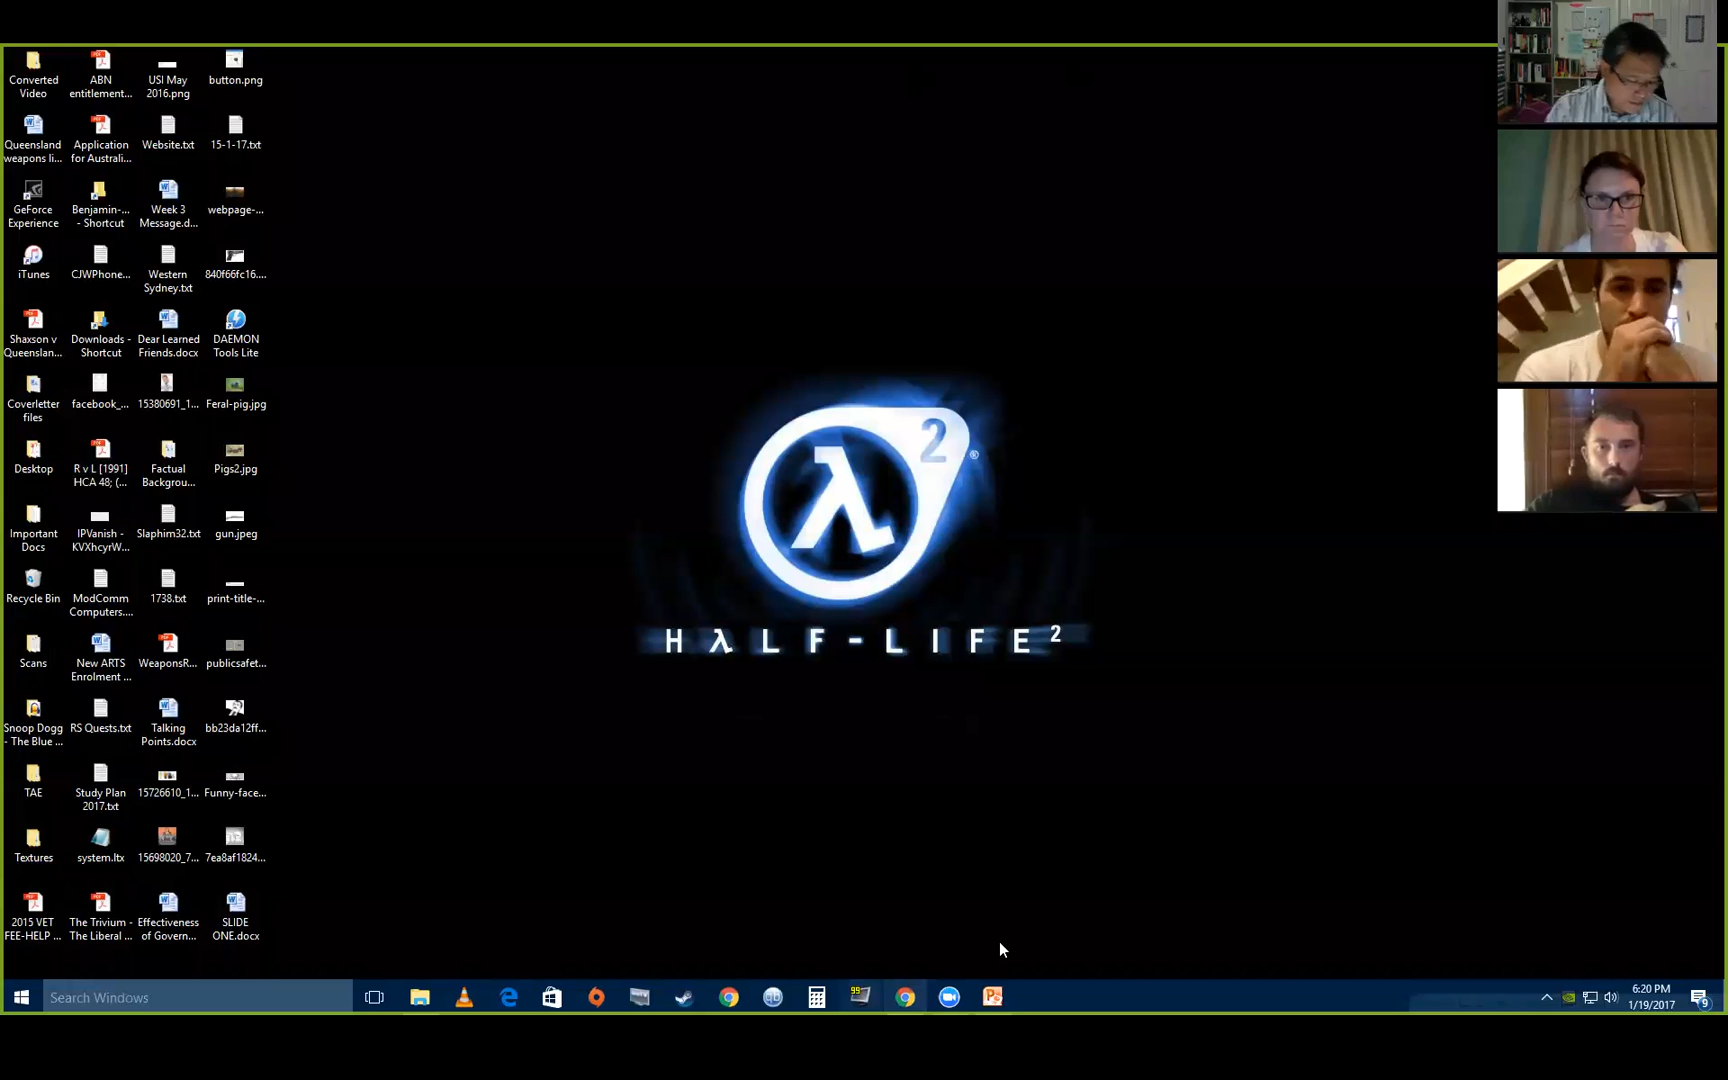 Converted
Video
ABN
entitlement...
USI May
2016.png
button.png
Queensland
weapons li...
Application
for Australi...
Website.txt
15-1-17.txt
GeForce
Experience
Benjamin-...
- Shortcut
Week 3
Message.d...
webpage-...
iTunes
CJWPhone...
Western
Sydney.txt
840f66fc16....
Shaxson v
Queenslan...
Downloads -
Shortcut
Dear Learned
Friends.docx
DAEMON
Tools Lite
Coverletter
files
facebook_...
15380691_1...
Feral-pig.jpg
Desktop
R v L [1991]
HCA 48; (...
Factual
Backgrou...
Pigs2.jpg
Important
Docs
IPVanish -
KVXhcyrW...
Slaphim32.txt
gun.jpeg
Recycle Bin
ModComm
Computers....
1738.txt
print-title-...
Scans
New ARTS
Enrolment ...
WeaponsR...
publicsafet...
Snoop Dogg
- The Blue ...
RS Quests.txt
Talking
Points.docx
bb23da12ff...
TAE
Study Plan
2017.txt
15726610_1...
Funny-face...
Textures
system.ltx
15698020_7...
7ea8af1824...
2015 VET
FEE-HELP ...
The Trivium -
The Liberal ...
Effectiveness
of Govern...
SLIDE
ONE.docx
λ 2 ®
HλLF-LIFE²
Search Windows
99
6:20 PM
1/19/2017
9